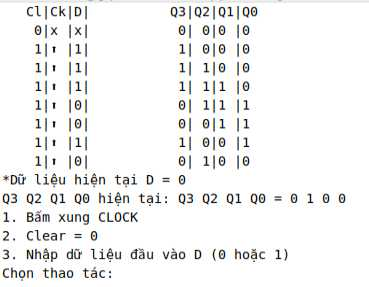 Cl|Ck|D| Q3|Q2|Q1|Q0
0|x |x| 0| 0|0 |0
1|⬆ |1| 1| 0|0 |0
1|⬆ |1| 1| 1|0 |0
1|⬆ |1| 1| 1|1 |0
1|⬆ |0| 0| 1|1 |1
1|⬆ |0| 0| 0|1 |1
1|⬆ |1| 1| 0|0 |1
1|⬆ |0| 0| 1|0 |0
*Dữ liệu hiện tại D = 0
Q3 Q2 Q1 Q0 hiện tại: Q3 Q2 Q1 Q0 = 0 1 0 0
1. Bấm xung CLOCK
2. Clear = 0
3. Nhập dữ liệu đầu vào D (0 hoặc 1)
Chọn thao tác: